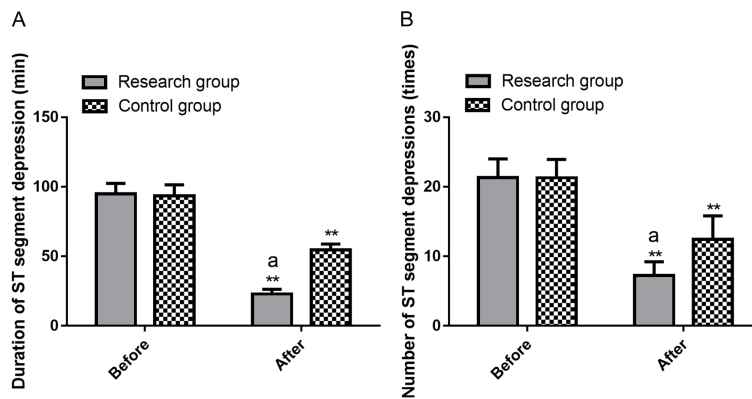 A
Duration of ST segment depression (min)
Research group
Control group
150
100
50
0
a
**
**
Before
After
B
Number of ST segment depressions (times)
Research group
Control group
30
20
10
0
a
**
**
Before
After